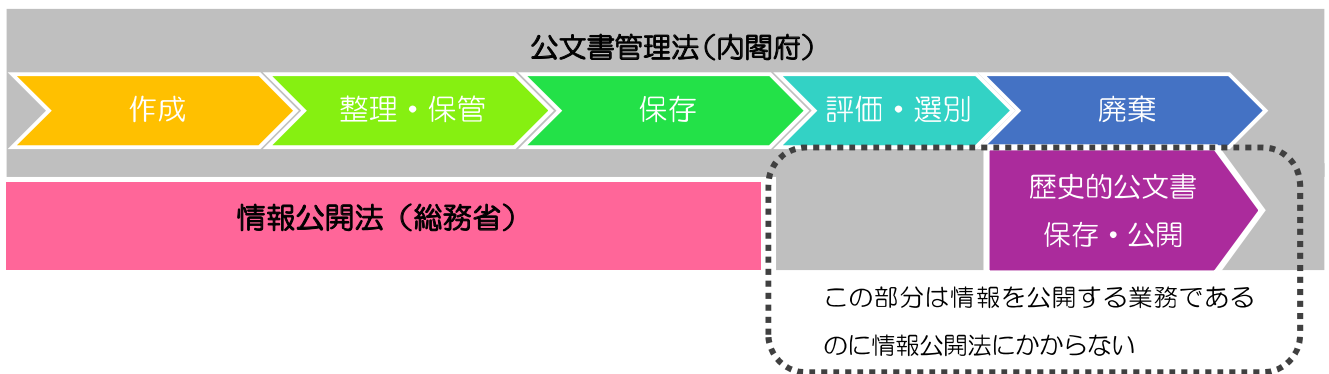 公文書管理法（内閣府）
作成
整理・保管
保存
評価・選別
廃棄
情報公開法（総務省）
歴史的公文書
保存・公開
この部分は情報を公開する業務である
のに情報公開法にかからない